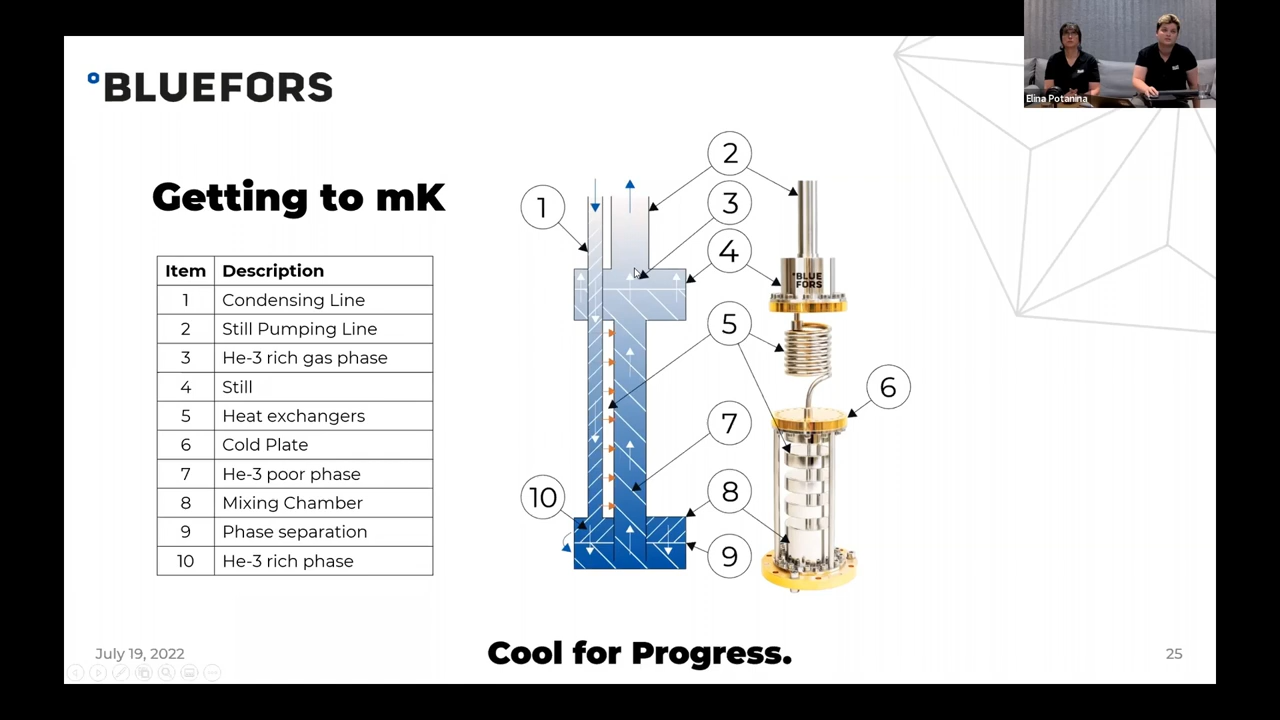 °BLUEFORS
Elina Potanina
Getting to mK
Item Description
1 Condensing Line
2 Still Pumping Line
3 He-3 rich gas phase
4 Still
5 Heat exchangers
6 Cold Plate
7 He-3 poor phase
8 Mixing Chamber
9 Phase separation
10 He-3 rich phase
1
2
3
4
5
6
7
8
9
10
°BLUE
FORS
July 19, 2022
Cool for Progress.
25